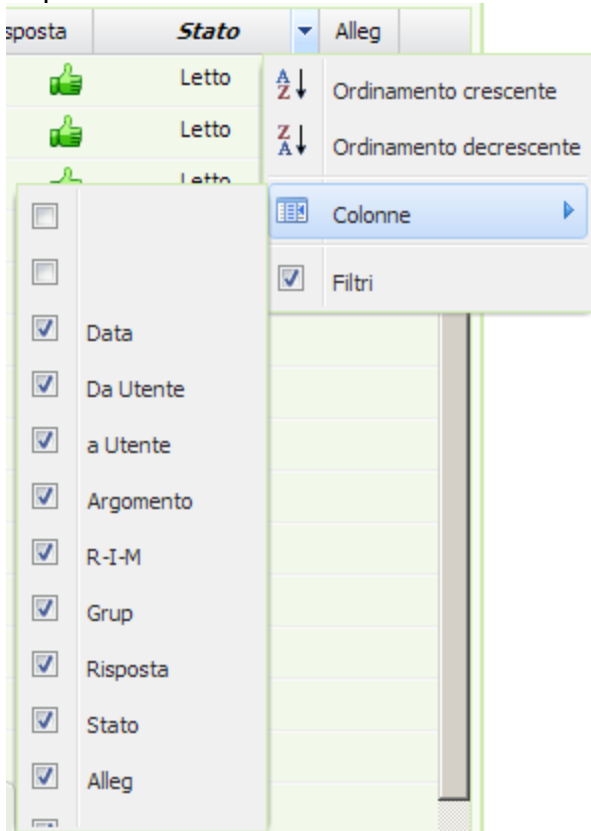 sposta Stato Alleg
Letto
Letto
Letto
Ordinamento crescente
Ordinamento decrescente
Colonne
Filtri
Data
Da Utente
a Utente
Argomento
R-I-M
Grup
Risposta
Stato
Alleg